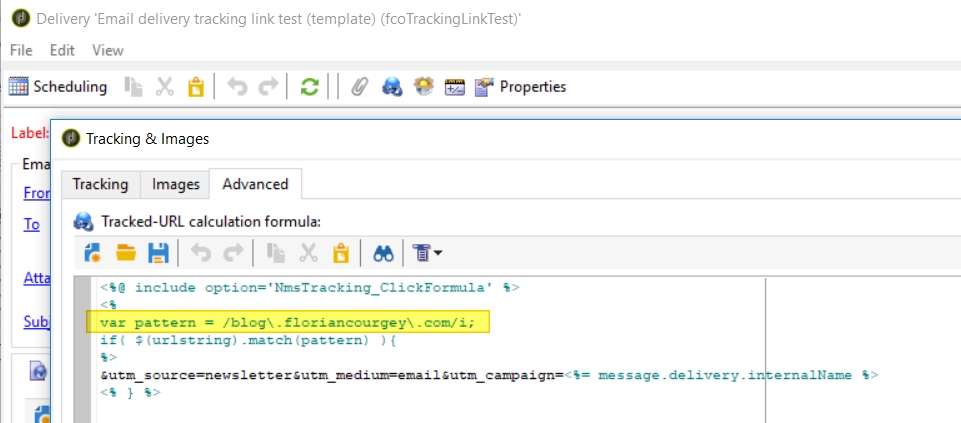 Delivery 'Email delivery tracking link test (template) (fcoTrackingLinkTest)'
File Edit View
Scheduling Properties
Label:
Tracking & Images
Ema
Tracking Images Advanced
Fror
Tracked-URL calculation formula:
To
Atta
<%@ include option='NmsTracking_ClickFormula' %>
<%
Subj
var pattern = /blog\.floriancourgey\.com/i;
if( $(urlstring).match(pattern) ){
%>
&utm_source=newsletter&utm_medium=email&utm_campaign=<%= message.delivery.internalName %>
<% } %>